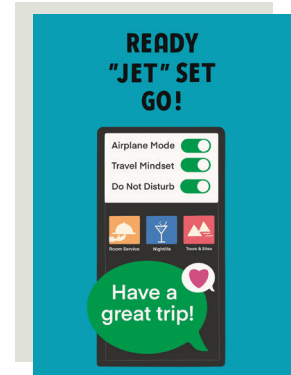 READY
"JET" SET
GO!
Airplane Mode
Travel Mindset
Do Not Disturb
Room Service
Nightlife
Tours & Sites
Have a
great trip!